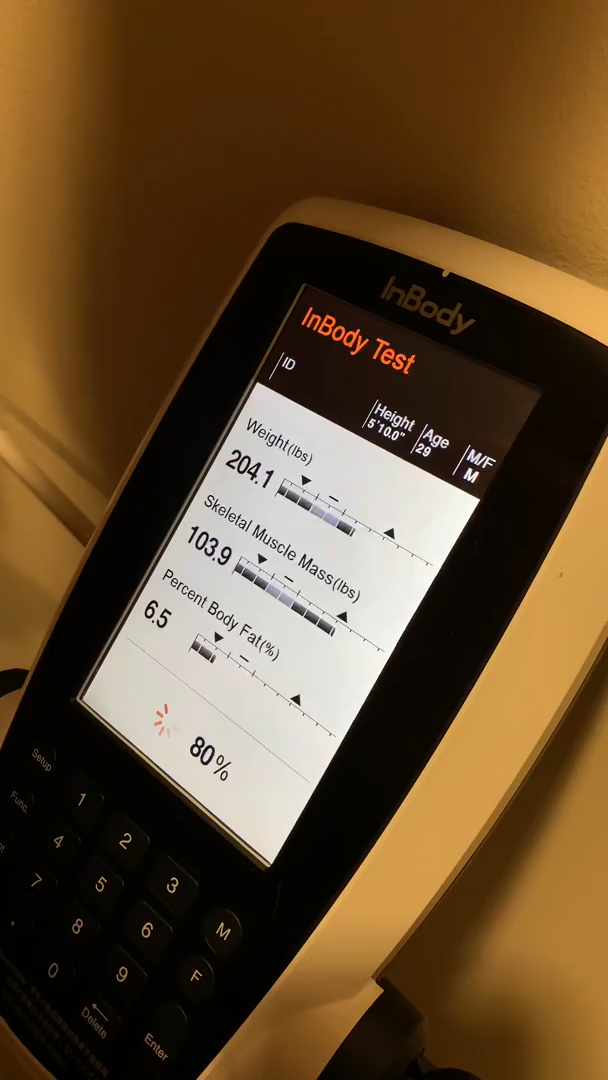 InBody
InBody Test
ID
Height
5'10.0"
Age
29
M/F
M
Weight(lbs)
204.1
Skeletal Muscle Mass(lbs)
103.9
Percent Body Fat(%)
6.5
80%
Setup
1
2
3
M
Func.
4
5
6
F
7
8
9
Enter
.
0
Delete